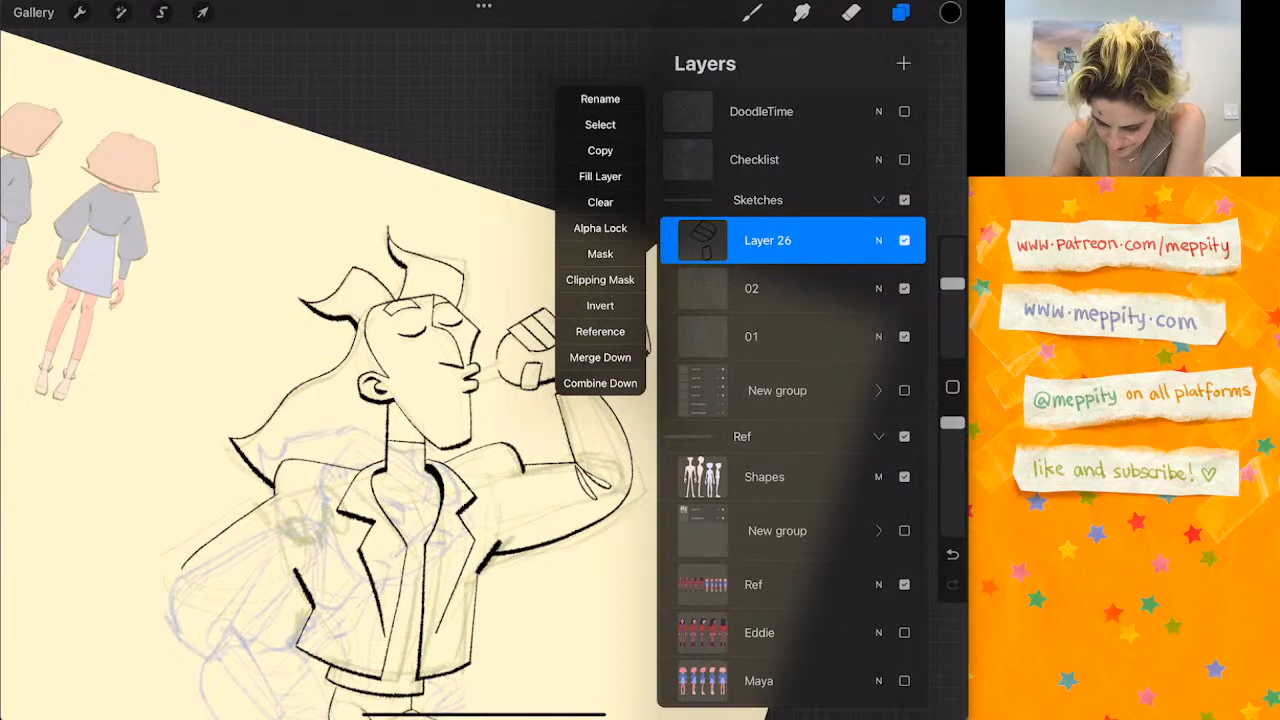 Gallery
Layers
Rename
Select
Copy
Fill Layer
Clear
Alpha Lock
Mask
Clipping Mask
Invert
Reference
Merge Down
Combine Down
DoodleTime N
Checklist N
Sketches
Layer 26 N
02 N
01 N
New group
Ref
Shapes M
New group
Ref N
Eddie N
Maya N
www.patreon.com/meppity
www.meppity.com
@meppity on all platforms
like and subscribe! ♡